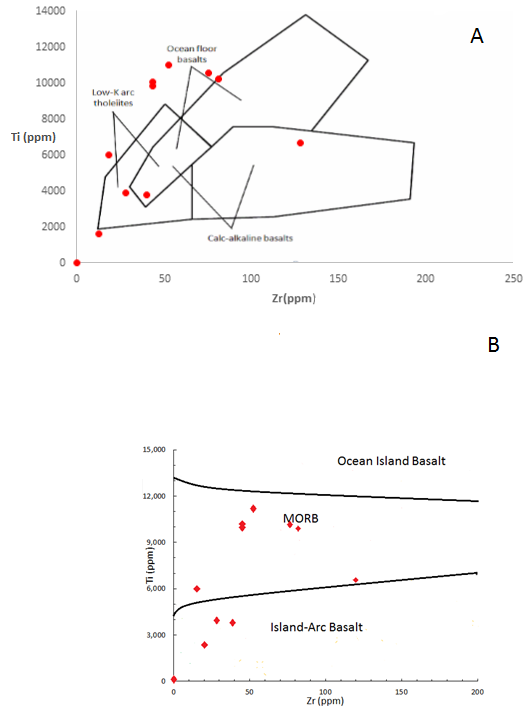 A
14000
12000
10000
8000
6000
4000
2000
0
Ti (ppm)
Ocean floor
basalts
Low-K arc
tholeiites
Calc-alkaline basalts
0 50 100 150 200 250
Zr(ppm)
B
15,000
12,000
9,000
6,000
3,000
0
Ti (ppm)
Ocean Island Basalt
MORB
Island-Arc Basalt
0 50 100 150 200
Zr (ppm)